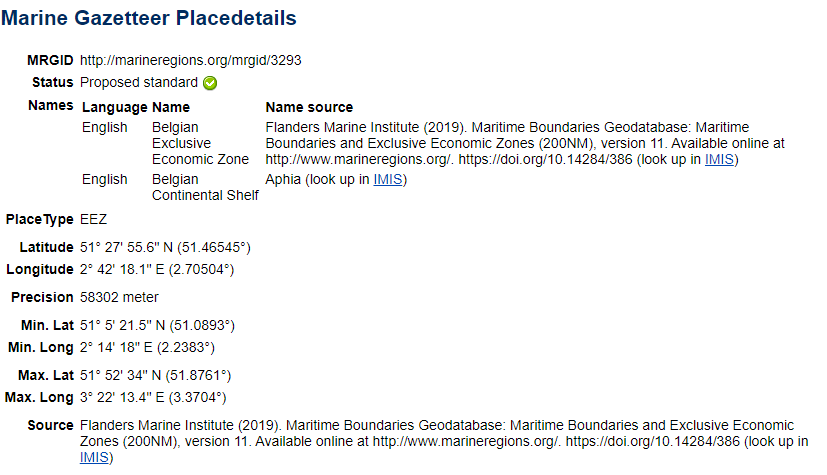 Marine Gazetteer Placedetails
MRGID http://marineregions.org/mrgid/3293
Status Proposed standard
Names Language Name Name source
English Belgian Exclusive Economic Zone Flanders Marine Institute (2019). Maritime Boundaries Geodatabase: Maritime
Boundaries and Exclusive Economic Zones (200NM), version 11. Available online at
http://www.marineregions.org/. https://doi.org/10.14284/386 (look up in IMIS)
English Belgian Continental Shelf Aphia (look up in IMIS)
PlaceType EEZ
Latitude 51° 27' 55.6" N (51.46545°)
Longitude 2° 42' 18.1" E (2.70504°)
Precision 58302 meter
Min. Lat 51° 5' 21.5" N (51.0893°)
Min. Long 2° 14' 18" E (2.2383°)
Max. Lat 51° 52' 34" N (51.8761°)
Max. Long 3° 22' 13.4" E (3.3704°)
Source Flanders Marine Institute (2019). Maritime Boundaries Geodatabase: Maritime Boundaries and Exclusive Economic
Zones (200NM), version 11. Available online at http://www.marineregions.org/. https://doi.org/10.14284/386 (look up in
IMIS)